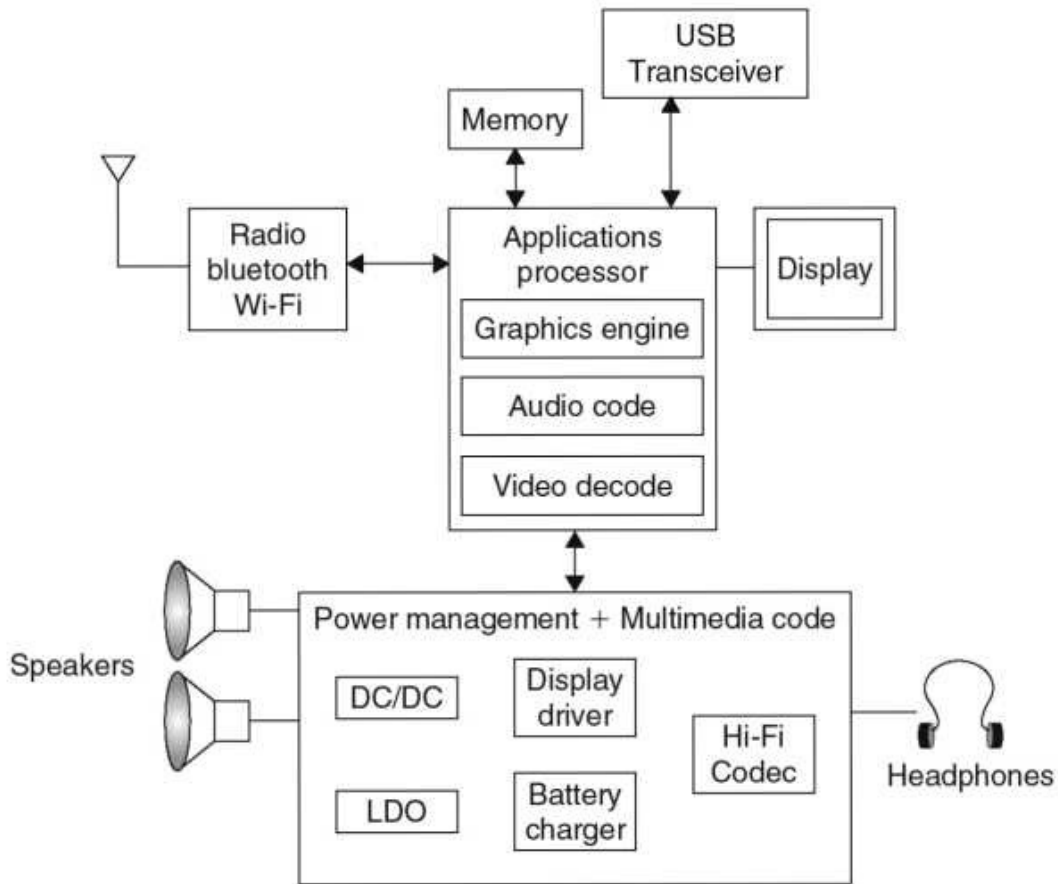 USB
Transceiver
Memory
Radio
bluetooth
Wi-Fi
Applications
processor
Display
Graphics engine
Audio code
Video decode
Power management + Multimedia code
Speakers
DC/DC
Display
driver
Hi-Fi
Codec
LDO
Battery
charger
Headphones